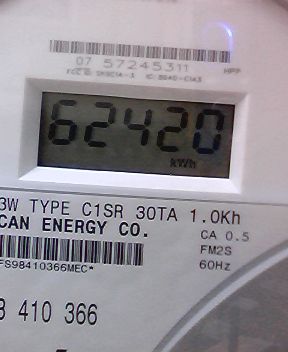 07 57245311
HPP
62420
kWh
3W TYPE C1SR 30TA 1.0Kh
CAN ENERGY CO.
CA 0.5
FM2S
60Hz
FS98410366MEC*
410 366